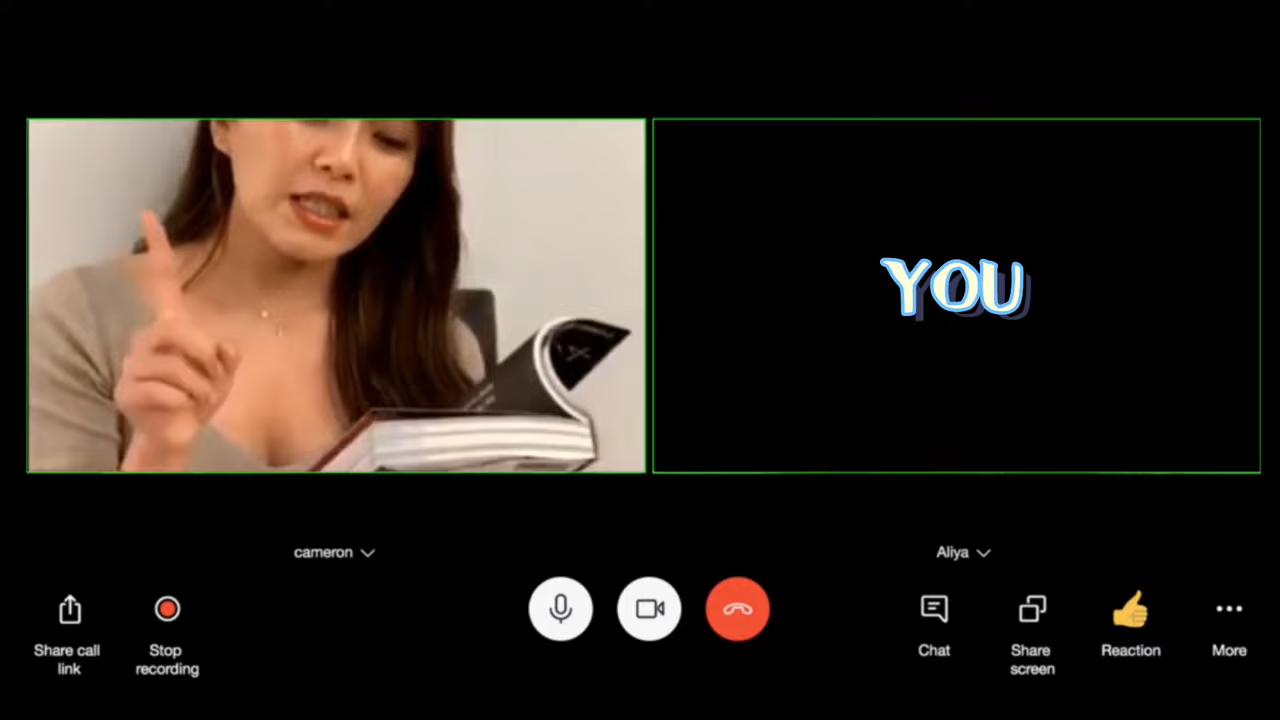 YOU
cameron
Aliya
Share call
link
Stop
recording
Chat
Share
screen
Reaction
More